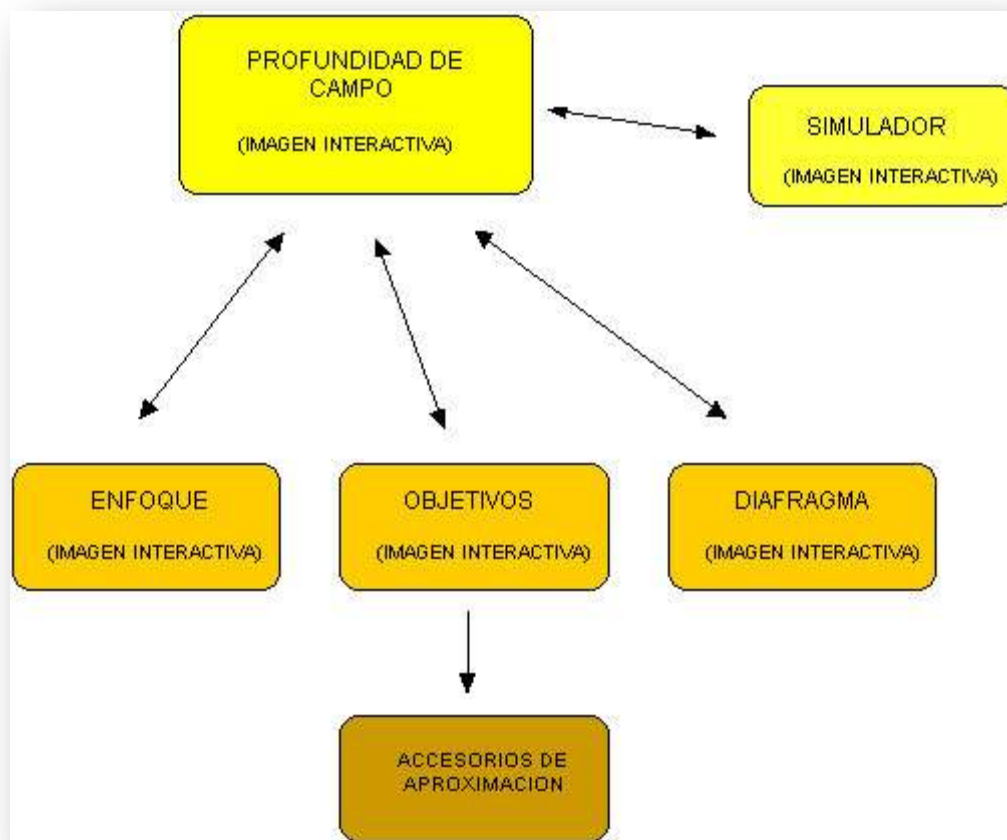 PROFUNDIDAD DE
CAMPO
(IMAGEN INTERACTIVA)
SIMULADOR
(IMAGEN INTERACTIVA)
ENFOQUE
(IMAGEN INTERACTIVA)
OBJETIVOS
(IMAGEN INTERACTIVA)
DIAFRAGMA
(IMAGEN INTERACTIVA)
ACCESORIOS DE
APROXIMACION